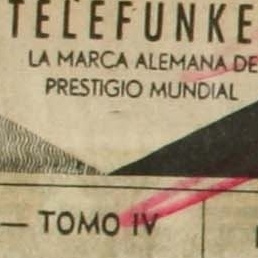 TELEFUNKE
LA MARCA ALEMANA DE
PRESTIGIO MUNDIAL
— TOMO IV